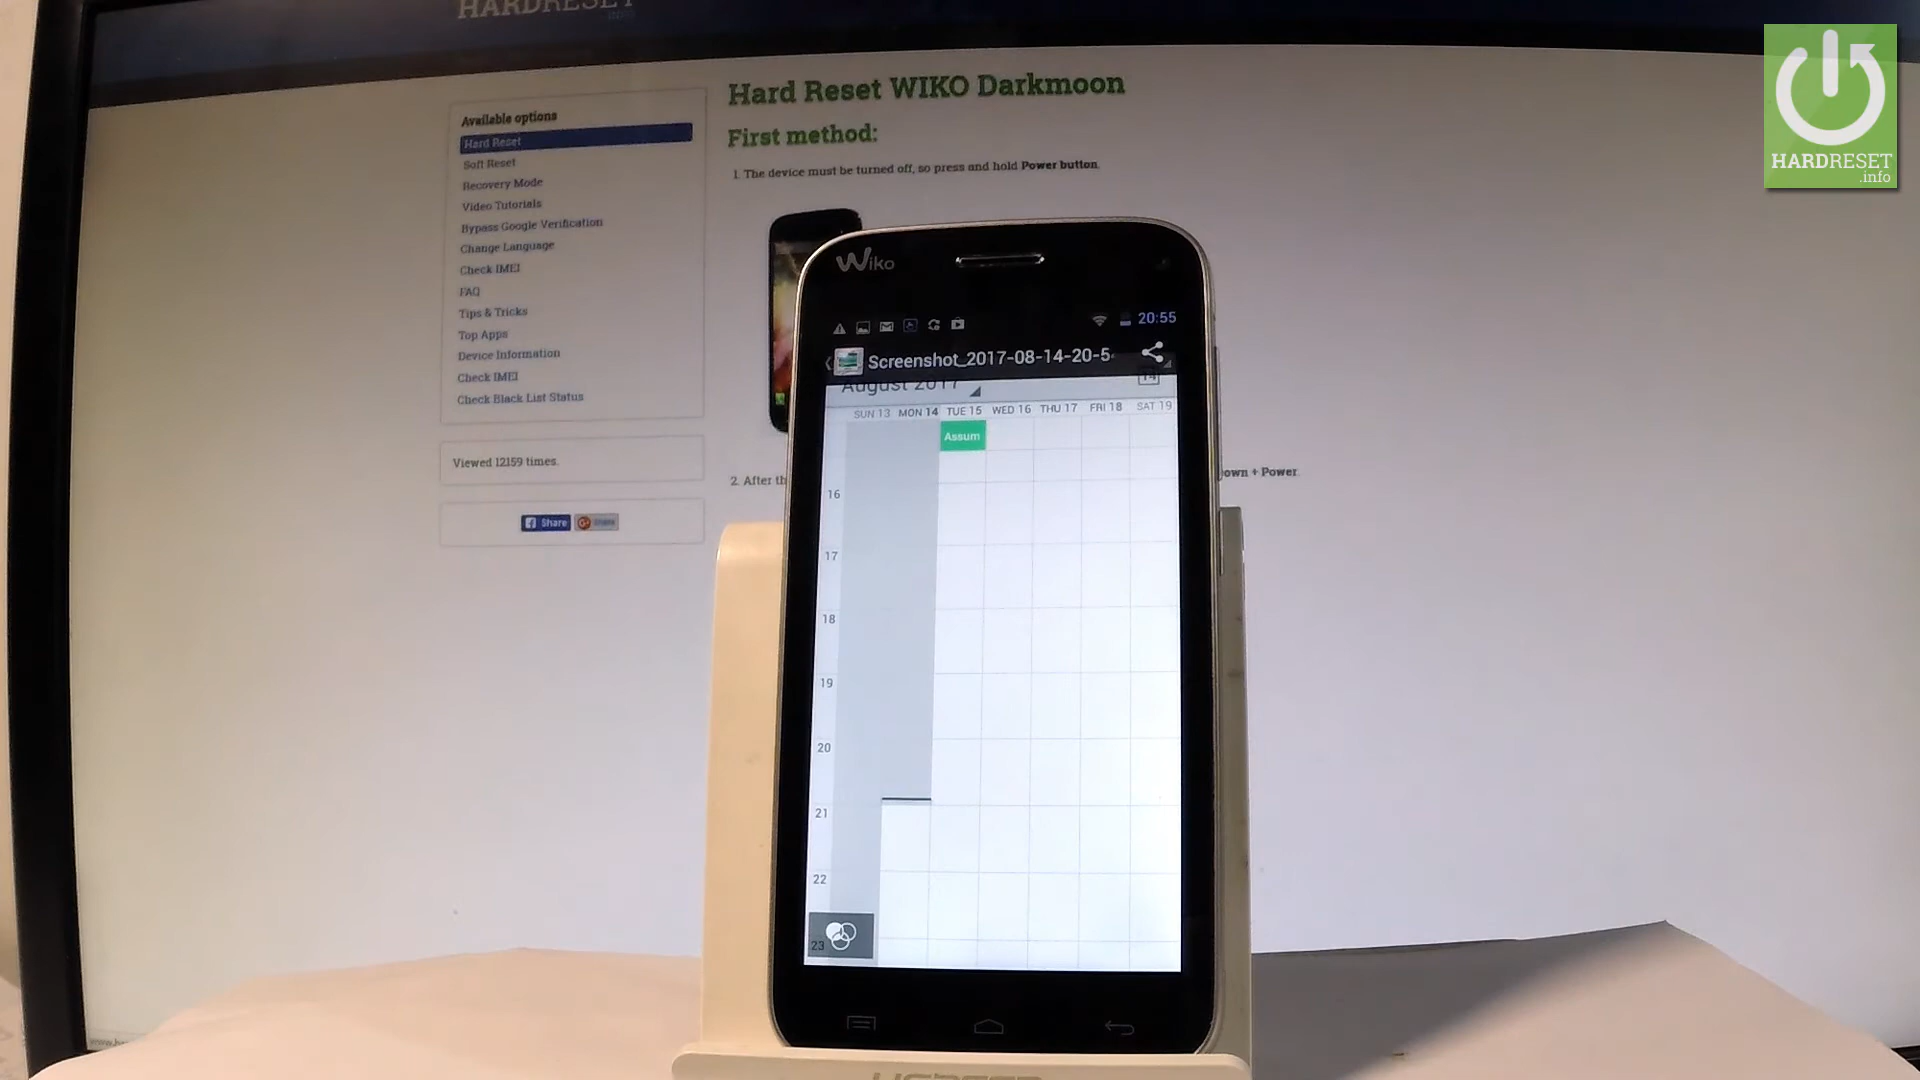 HARDRESET
HARDRESET
.info
Hard Reset WIKO Darkmoon
First method:
1. The device must be turned off, so press and hold Power button.
Available options
Hard Reset
Soft Reset
Recovery Mode
Video Tutorials
Bypass Google Verification
Change Language
Check IMEI
FAQ
Tips & Tricks
Top Apps
Device Information
Check IMEI
Check Black List Status
Viewed 12159 times.
Share
Share
2. After th
own + Power.
Wiko
20:55
Screenshot_2017-08-14-20-5
August 2017
14
SUN 13 MON 14 TUE 15 WED 16 THU 17 FRI 18 SAT 19
Assum
16
17
18
19
20
21
22
23
UGREEN